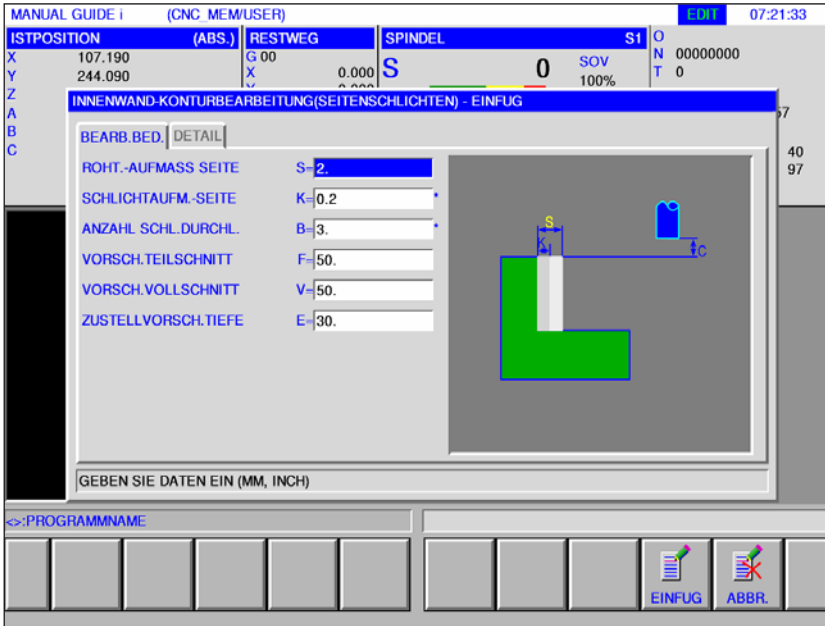 MANUAL GUIDE i (CNC_MEM/USER) EDIT 07:21:33
ISTPOSITION (ABS.) RESTWEG SPINDEL S1 O
X 107.190 G 00 N 00000000
Y 244.090 X 0.000 S 0 SOV T 0
100%
Z
A
B
C
40
97
INNENWAND-KONTURBEARBEITUNG(SEITENSCHLICHTEN) - EINFUG
BEARB.BED. DETAIL
ROHT.-AUFMASS SEITE S=2.
SCHLICHTAUFM.-SEITE K=0.2 *
ANZAHL SCHL.DURCHL. B=3. *
VORSCH.TEILSCHNITT F=50.
VORSCH.VOLLSCHNITT V=50.
ZUSTELLVORSCH.TIEFE E=30.
S
K
C
GEBEN SIE DATEN EIN (MM, INCH)
<>:PROGRAMMNAME
EINFUG ABBR.